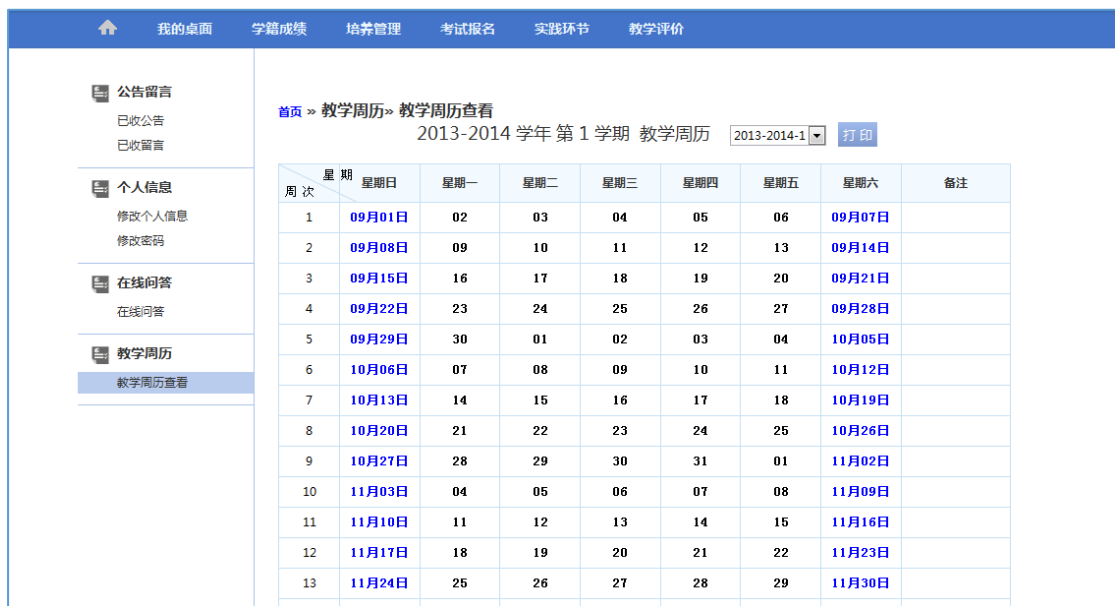 我的桌面 学籍成绩 培养管理 考试报名 实践环节 教学评价
公告留言
已收公告
已收留言
个人信息
修改个人信息
修改密码
在线问答
在线问答
教学周历
教学周历查看
首页 » 教学周历» 教学周历查看
2013-2014 学年 第 1 学期 教学周历 2013-2014-1 打 印
星 期 周 次 星期日 星期一 星期二 星期三 星期四 星期五 星期六 备注
1 09月01日 02 03 04 05 06 09月07日
2 09月08日 09 10 11 12 13 09月14日
3 09月15日 16 17 18 19 20 09月21日
4 09月22日 23 24 25 26 27 09月28日
5 09月29日 30 01 02 03 04 10月05日
6 10月06日 07 08 09 10 11 10月12日
7 10月13日 14 15 16 17 18 10月19日
8 10月20日 21 22 23 24 25 10月26日
9 10月27日 28 29 30 31 01 11月02日
10 11月03日 04 05 06 07 08 11月09日
11 11月10日 11 12 13 14 15 11月16日
12 11月17日 18 19 20 21 22 11月23日
13 11月24日 25 26 27 28 29 11月30日